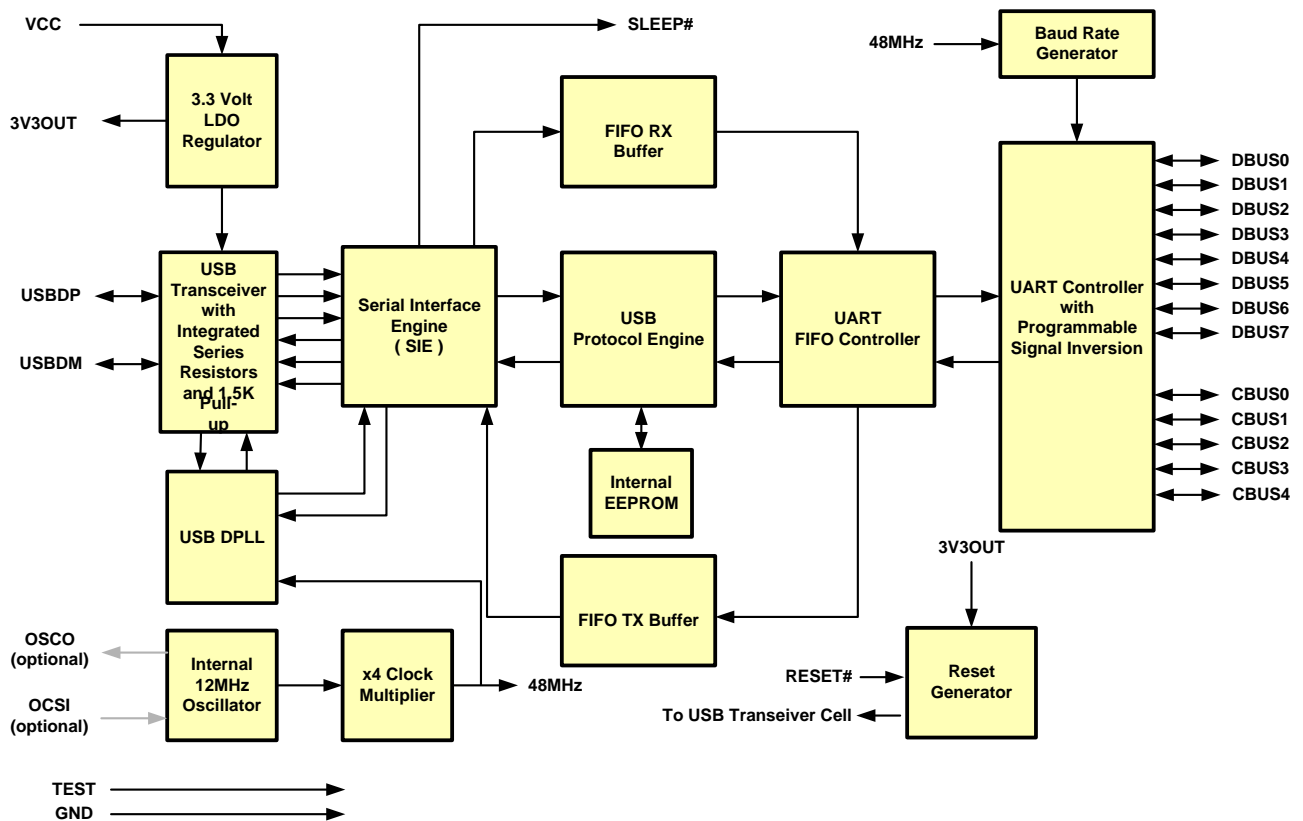 VCC
SLEEP#
48MHz
Baud Rate
Generator
3.3 Volt
LDO
Regulator
3V3OUT
FIFO RX
Buffer
USBDP
USBDM
USB
Transceiver
with
Integrated
Series
Resistors
and 1.5K
Pull-
up
Serial Interface
Engine
( SIE )
USB
Protocol Engine
UART
FIFO Controller
UART Controller
with
Programmable
Signal Inversion
DBUS0
DBUS1
DBUS2
DBUS3
DBUS4
DBUS5
DBUS6
DBUS7
CBUS0
CBUS1
CBUS2
CBUS3
CBUS4
USB DPLL
Internal
EEPROM
FIFO TX Buffer
3V3OUT
OSCO
(optional)
OCSI
(optional)
Internal
12MHz
Oscillator
x4 Clock
Multiplier
48MHz
RESET#
To USB Transeiver Cell
Reset
Generator
TEST
GND